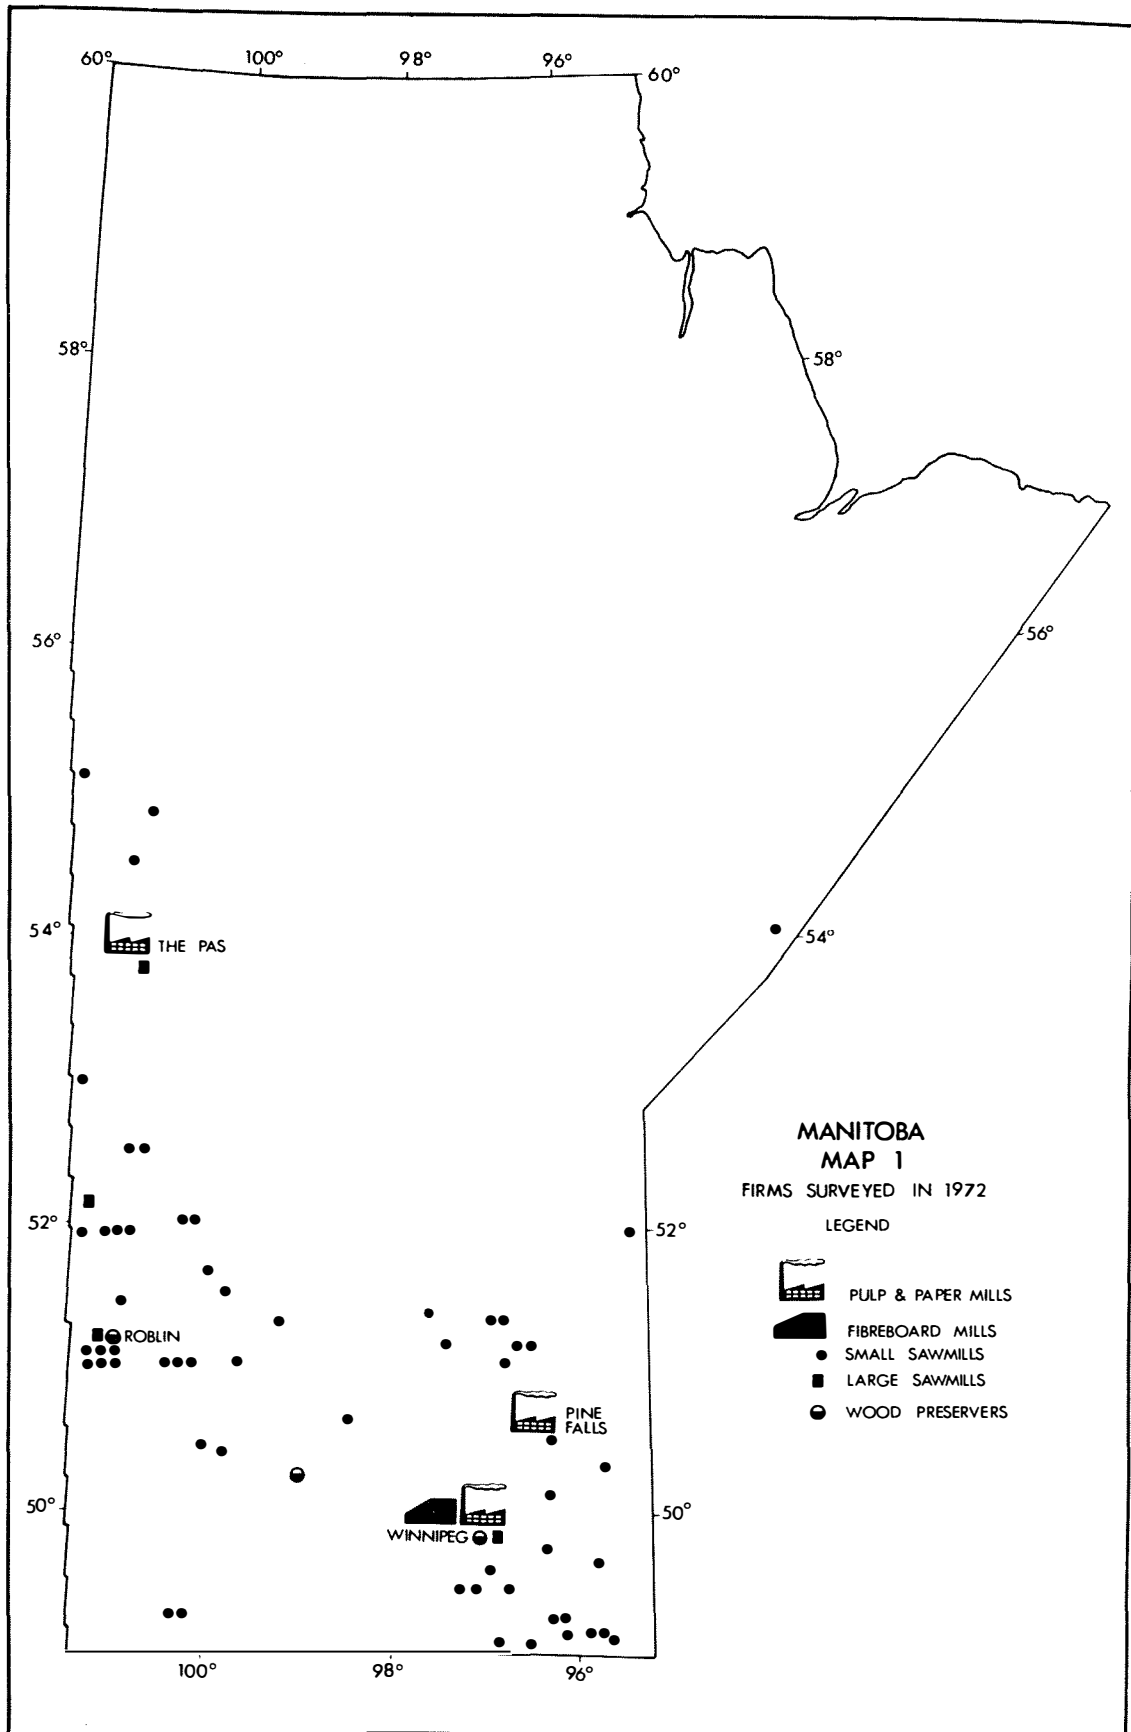 60° 100° 98° 96° 60°
58° 58°
56° 56°
54° 54°
THE PAS
MANITOBA
MAP 1
FIRMS SURVEYED IN 1972
LEGEND
52° 52°
PULP & PAPER MILLS
FIBREBOARD MILLS
SMALL SAWMILLS
LARGE SAWMILLS
WOOD PRESERVERS
ROBLIN
PINE
FALLS
50° 50°
WINNIPEG
100° 98° 96°